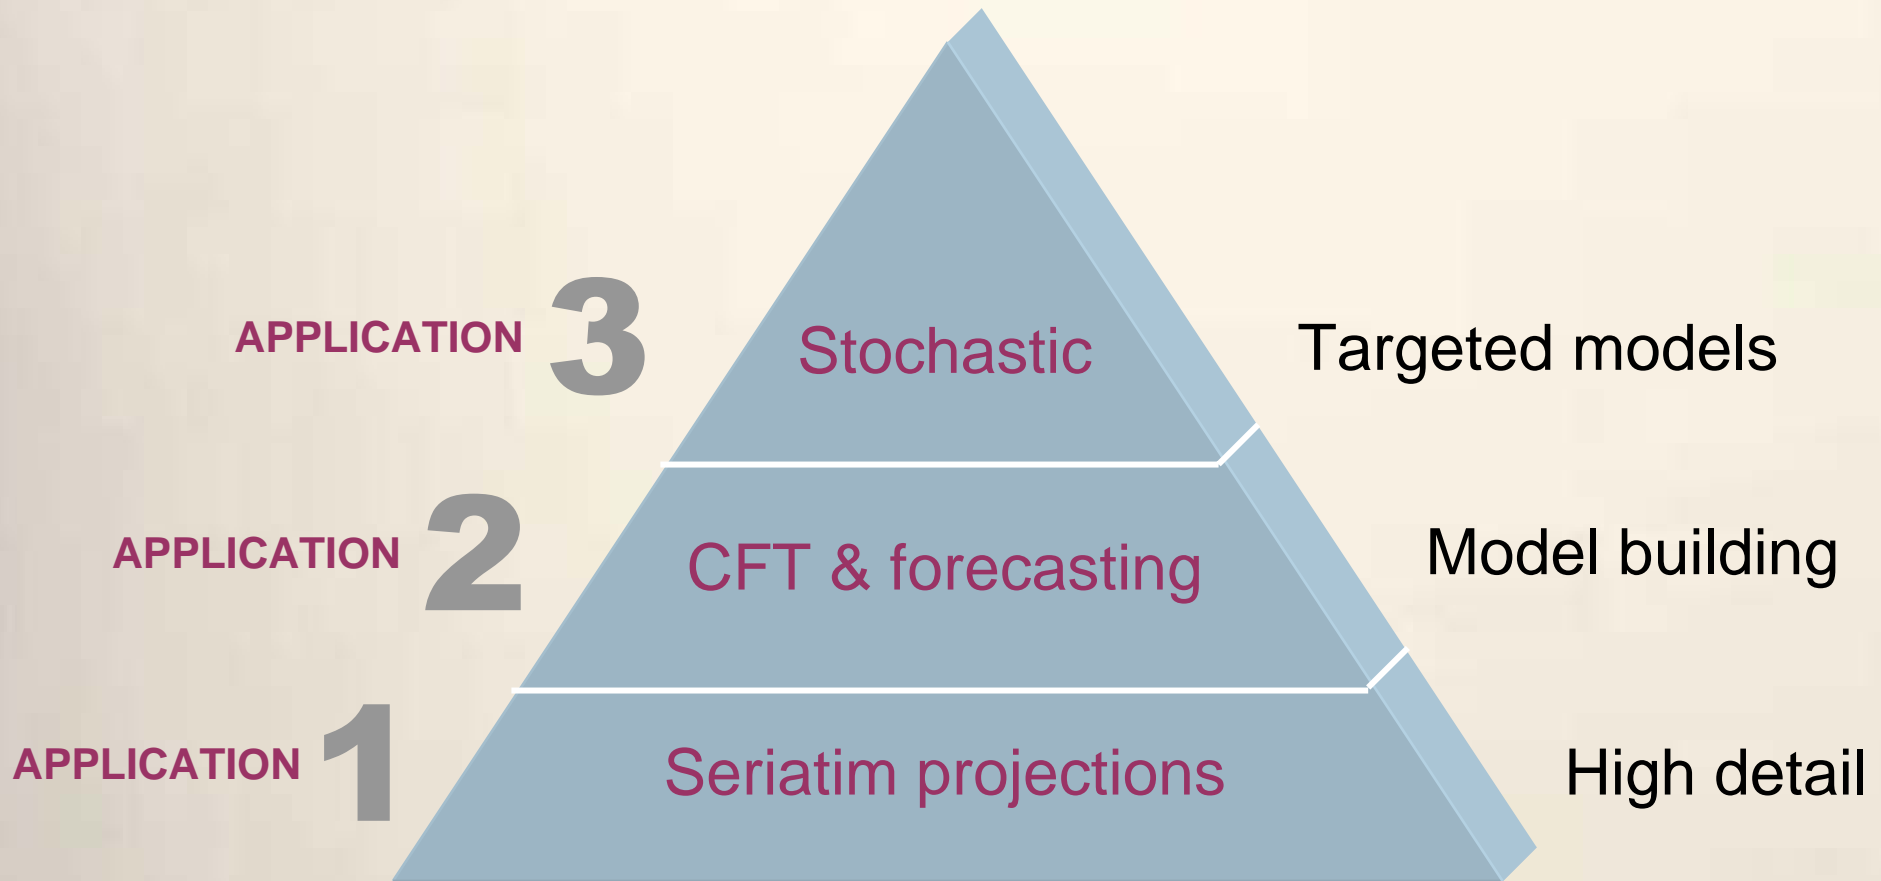 APPLICATION 3 Stochastic Targeted models
APPLICATION 2 CFT & forecasting Model building
APPLICATION 1 Seriatim projections High detail